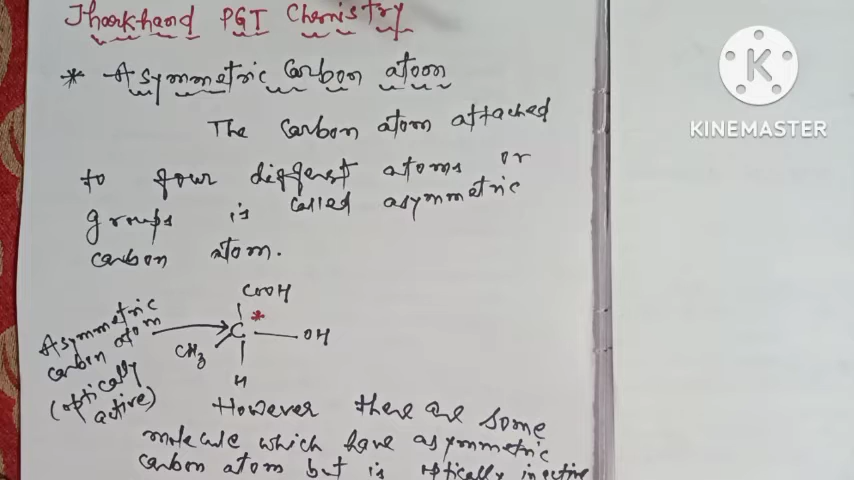 Jharkhand PGT Chemistry
* Asymmetric carbon atom
The carbon atom attached
to four different atoms or
groups is called asymmetric
carbon atom.
COOH
*
C
OH
CH3
H
Asymmetric
carbon atom
(optically
active)
However there are some
molecule which have asymmetric
carbon atom but is optically inactive
KINEMASTER